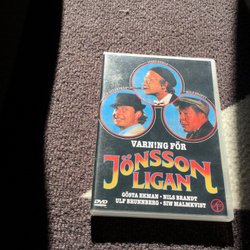 VARNING FÖR
JÖNSSON
LIGAN
GÖSTA EKMAN · NILS BRANDT
ULF BRUNNBERG · SIW MALMKVIST
DVD